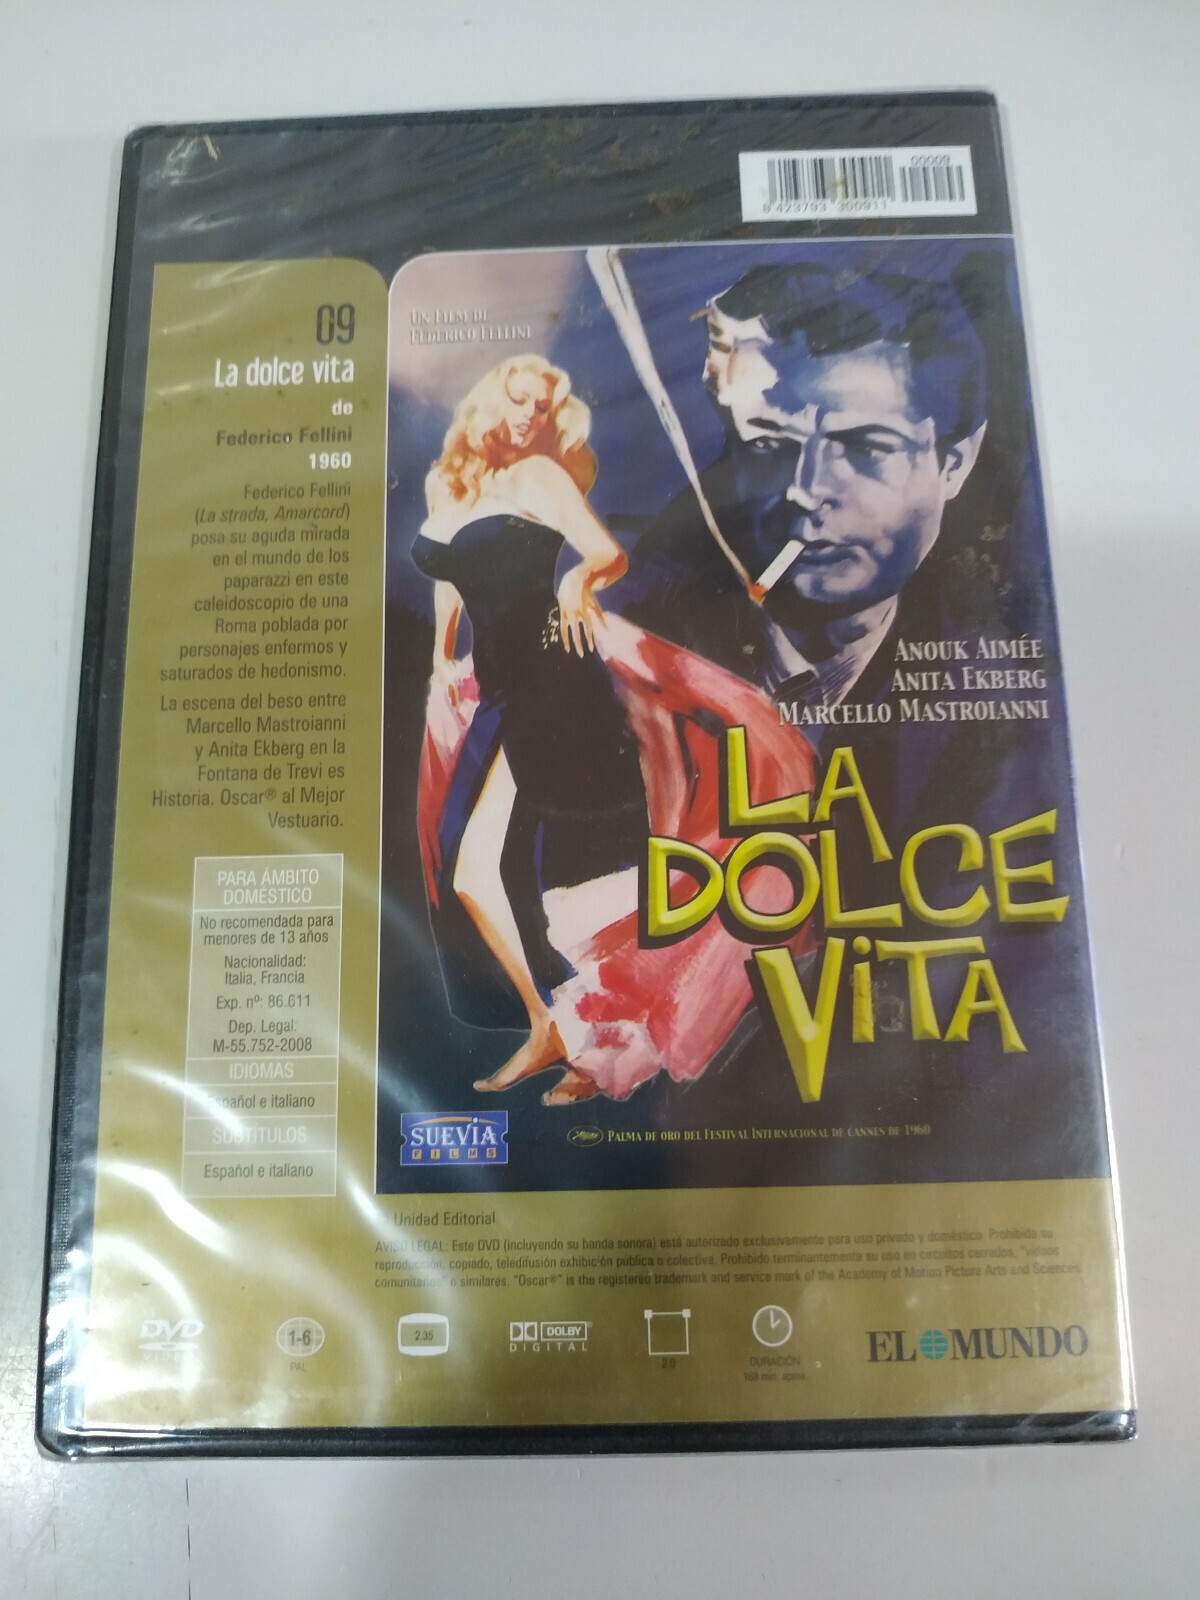 00009
8 423793 300911
09
La dolce vita
de
Federico Fellini
1960
Federico Fellini
(La strada, Amarcord)
posa su aguda mirada
en el mundo de los
paparazzi en este
caleidoscopio de una
Roma poblada por
personajes enfermos y
saturados de hedonismo.
La escena del beso entre
Marcello Mastroianni
y Anita Ekberg en la
Fontana de Trevi es
Historia. Oscar® al Mejor
Vestuario.
PARA ÁMBITO
DOMÉSTICO
No recomendada para
menores de 13 años
Nacionalidad:
Italia, Francia
Exp. nº: 86.611
Dep. Legal:
M-55.752-2008
IDIOMAS
Español e italiano
SUBTÍTULOS
Español e italiano
UN FILM DE
FEDERICO FELLINI
ANOUK AIMÉE
ANITA EKBERG
MARCELLO MASTROIANNI
LA
DOLCE
ViTA
SUEViA
FILMS
PALMA DE ORO DEL FESTIVAL INTERNACIONAL DE CANNES DE 1960
Unidad Editorial
AVISO LEGAL: Este DVD (incluyendo su banda sonora) está autorizado exclusivamente para uso privado y doméstico. Prohibida su
reproducción, copiado, teledifusión exhibición pública o colectiva. Prohibido terminantemente su uso en circuitos cerrados, "videos
comunitarios" o similares. "Oscar®" is the registered trademark and service mark of the Academy of Motion Picture Arts and Sciences.
DVD
VIDEO
1-6
PAL
2.35
DOLBY
DIGITAL
2.0
DURACIÓN
168 min. aprox.
EL MUNDO